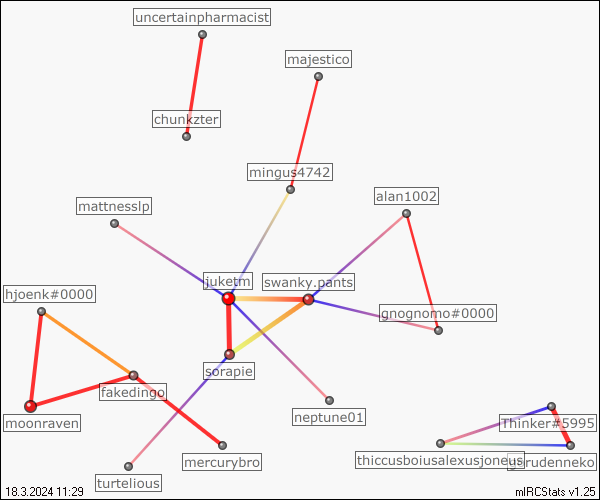 uncertainpharmacist
majestico
chunkzter
mingus4742
alan1002
mattnesslp
juketm
swanky.pants
hjoenk#0000
gnognomo#0000
sorapie
fakedingo
neptune01
moonraven
Thinker#5995
thiccusboiusalexusjoneus
mercurybro
turtelious
18.3.2024 11:29
mIRCStats v1.25